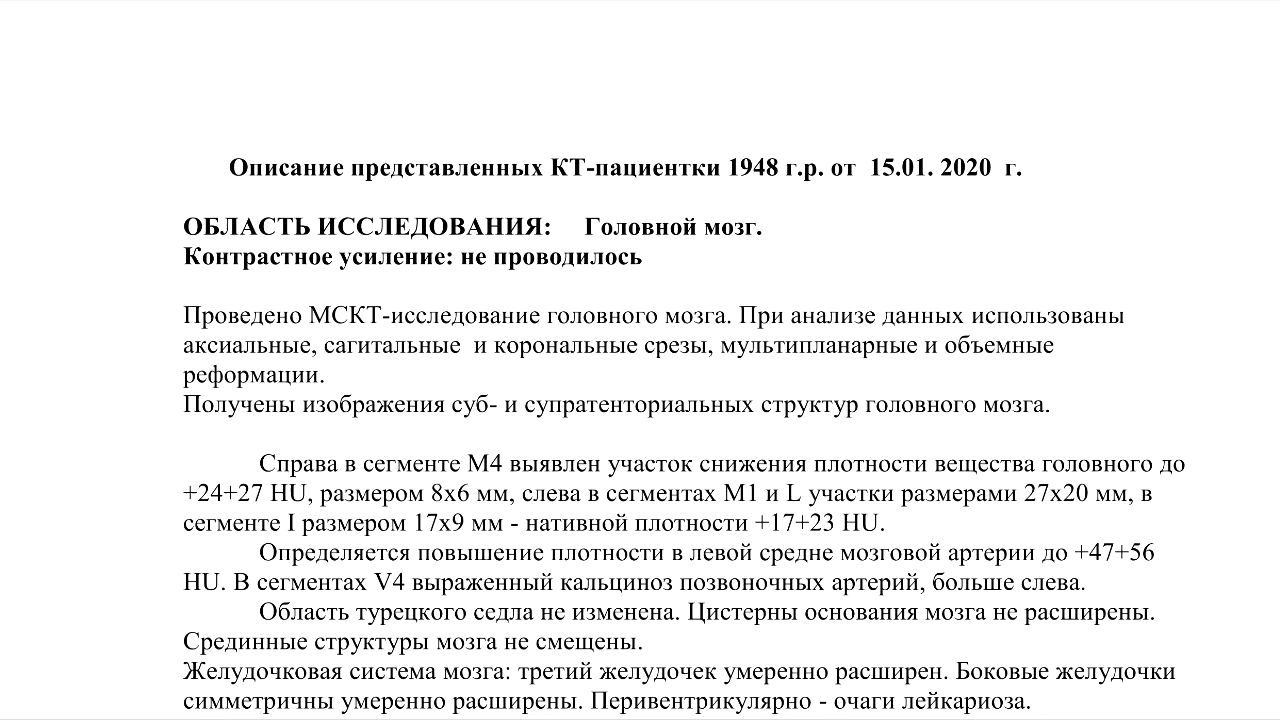 Описание представленных КТ-пациентки 1948 г.р. от 15.01. 2020 г.
ОБЛАСТЬ ИССЛЕДОВАНИЯ: Головной мозг.
Контрастное усиление: не проводилось
Проведено МСКТ-исследование головного мозга. При анализе данных использованы
аксиальные, сагитальные и корональные срезы, мультипланарные и объемные
реформации.
Получены изображения суб- и супратенториальных структур головного мозга.
Справа в сегменте М4 выявлен участок снижения плотности вещества головного до
+24+27 HU, размером 8х6 мм, слева в сегментах М1 и L участки размерами 27х20 мм, в
сегменте I размером 17х9 мм - нативной плотности +17+23 HU.
Определяется повышение плотности в левой средне мозговой артерии до +47+56
HU. В сегментах V4 выраженный кальциноз позвоночных артерий, больше слева.
Область турецкого седла не изменена. Цистерны основания мозга не расширены.
Срединные структуры мозга не смещены.
Желудочковая система мозга: третий желудочек умеренно расширен. Боковые желудочки
симметричны умеренно расширены. Перивентрикулярно - очаги лейкариоза.